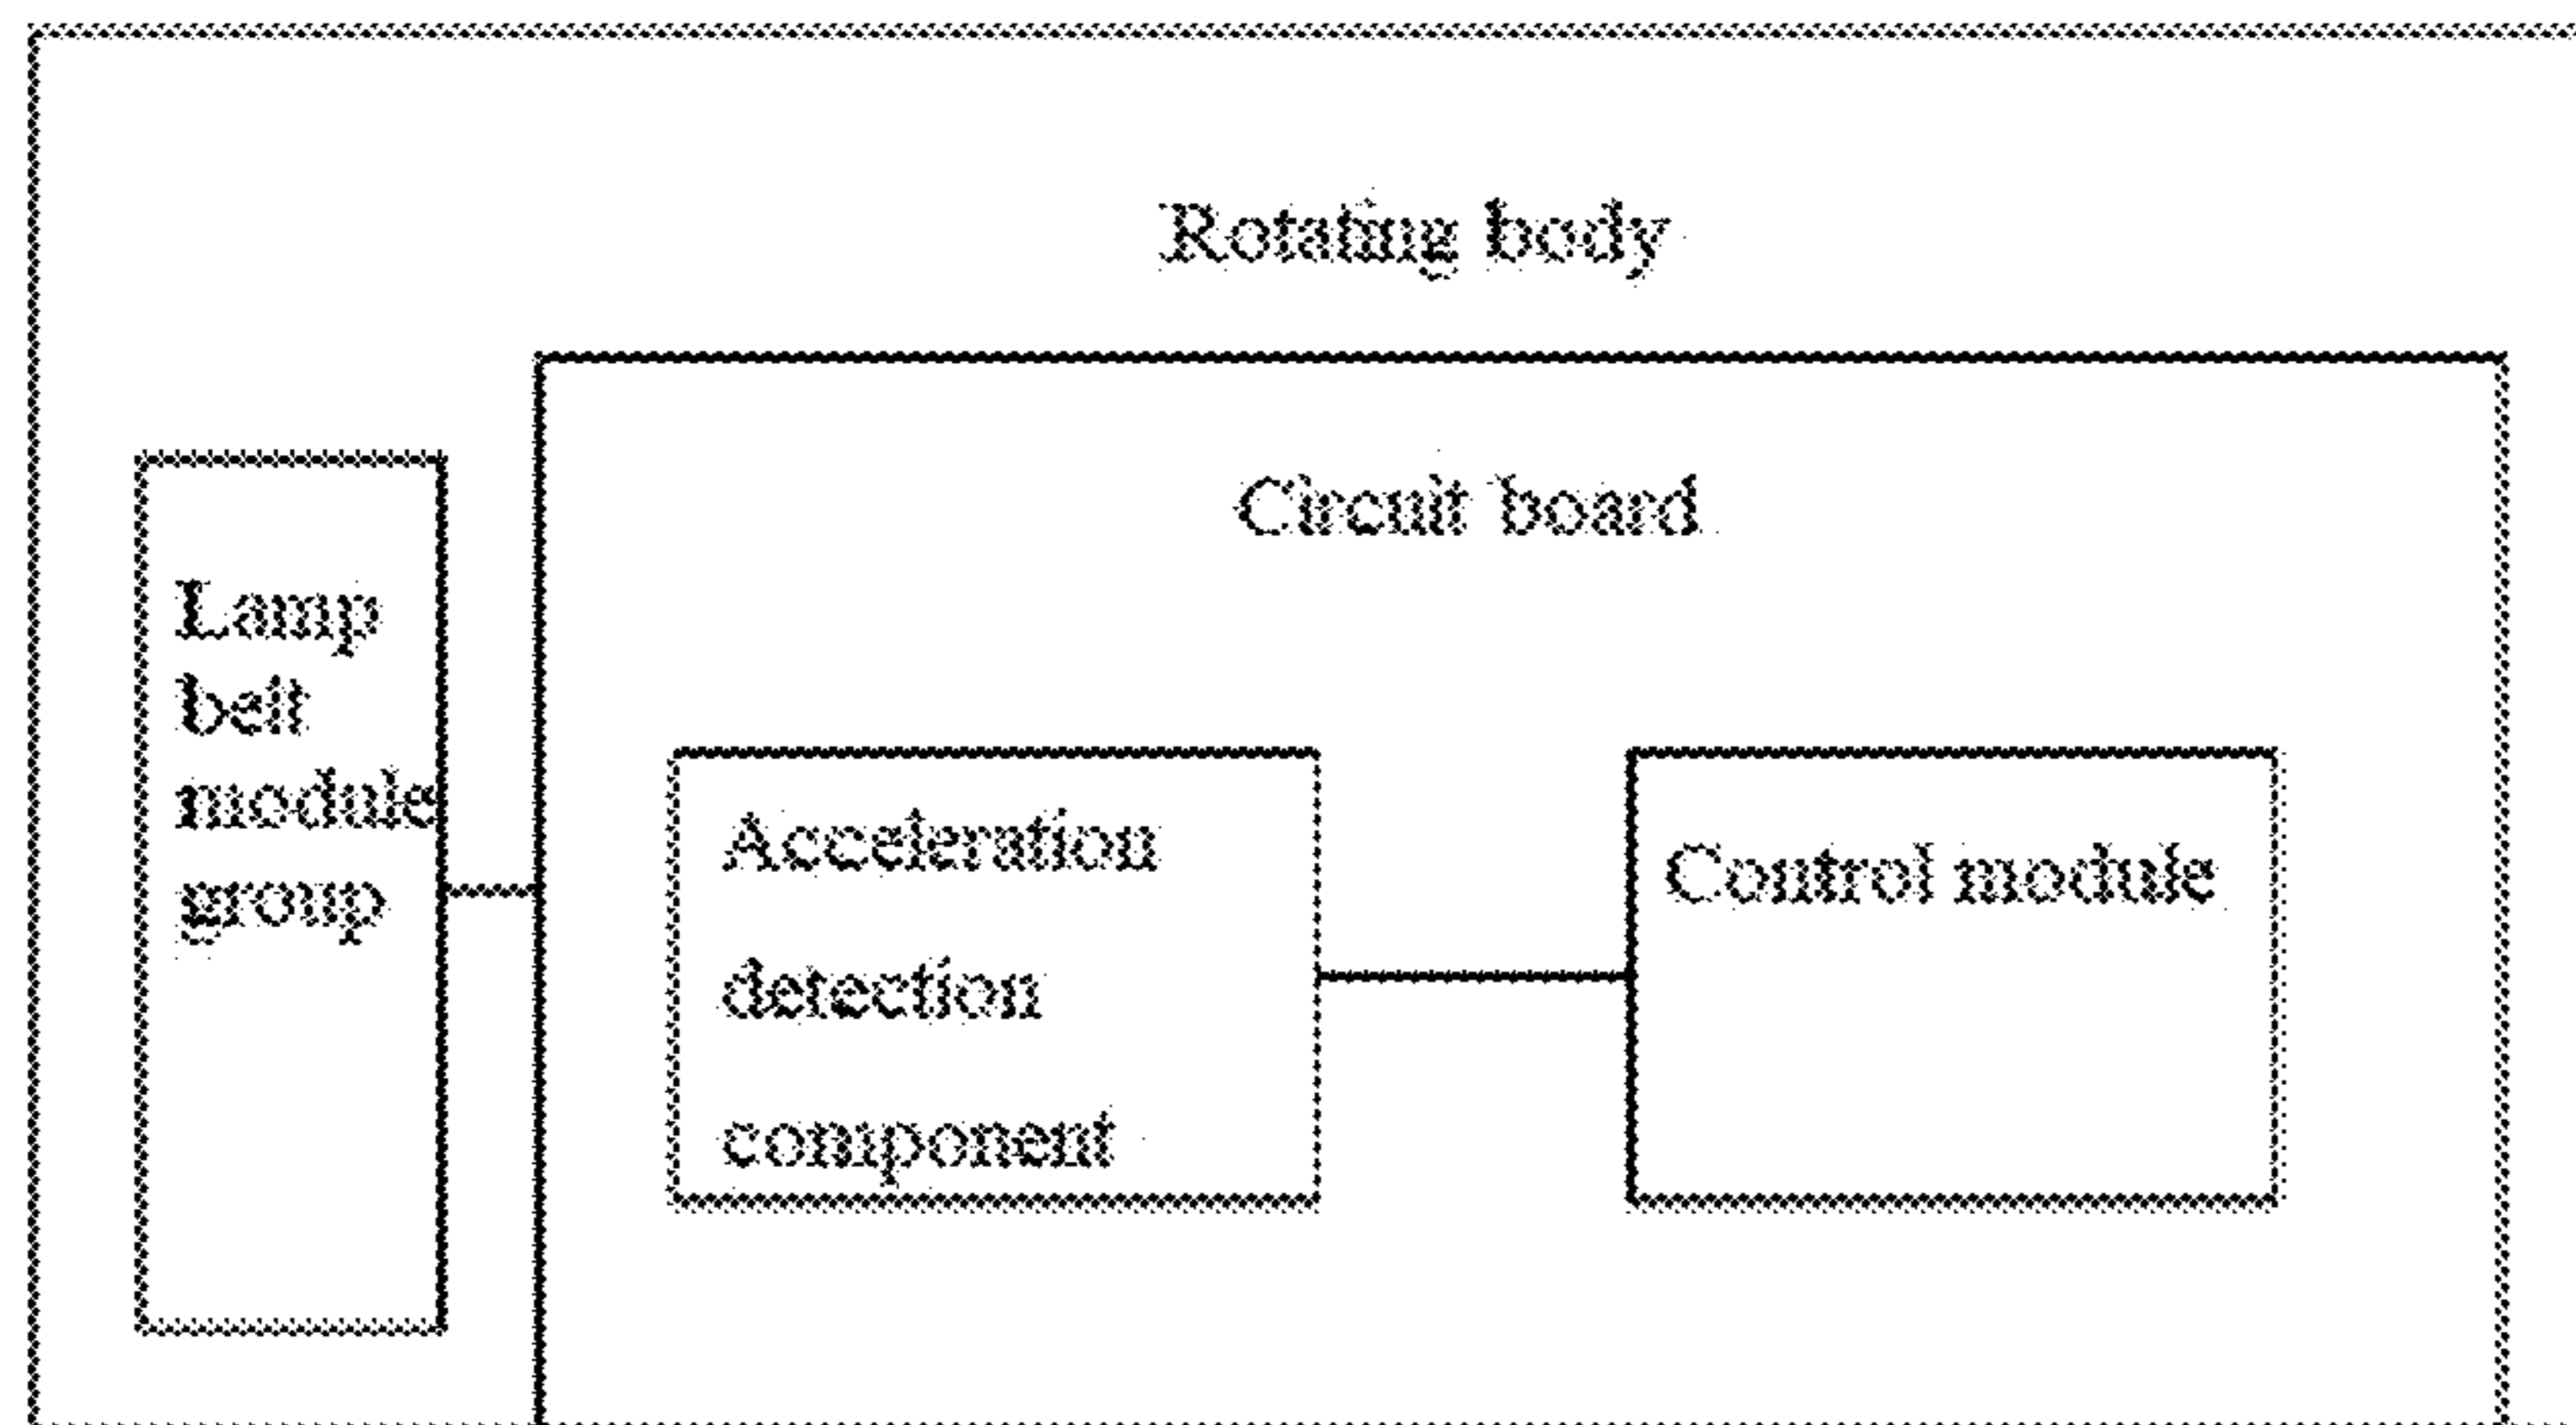 Rotating body
Circuit board
Lamp
belt
module
group
Acceleration
detection
component
Control module